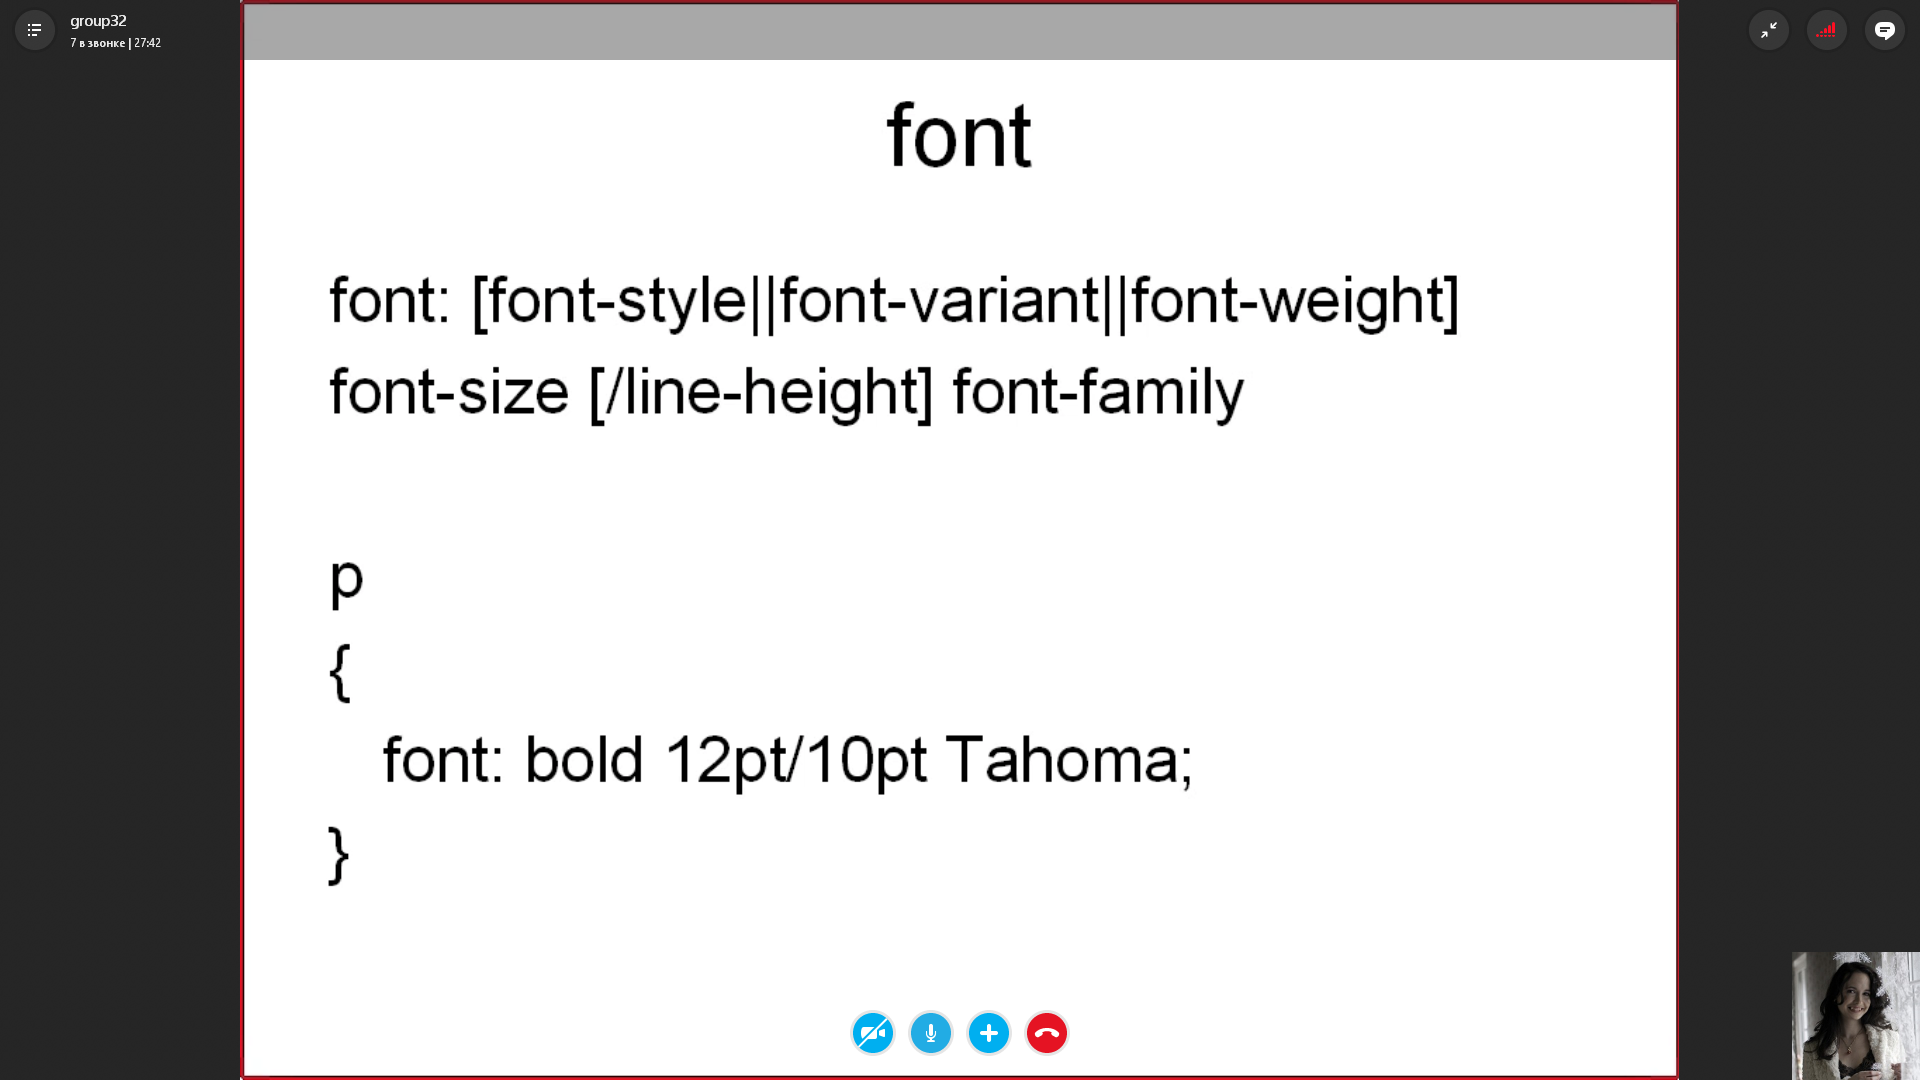 group32
7 в звонке | 27:42
font
font: [font-style||font-variant||font-weight]
font-size [/line-height] font-family
p
{
font: bold 12pt/10pt Tahoma;
}